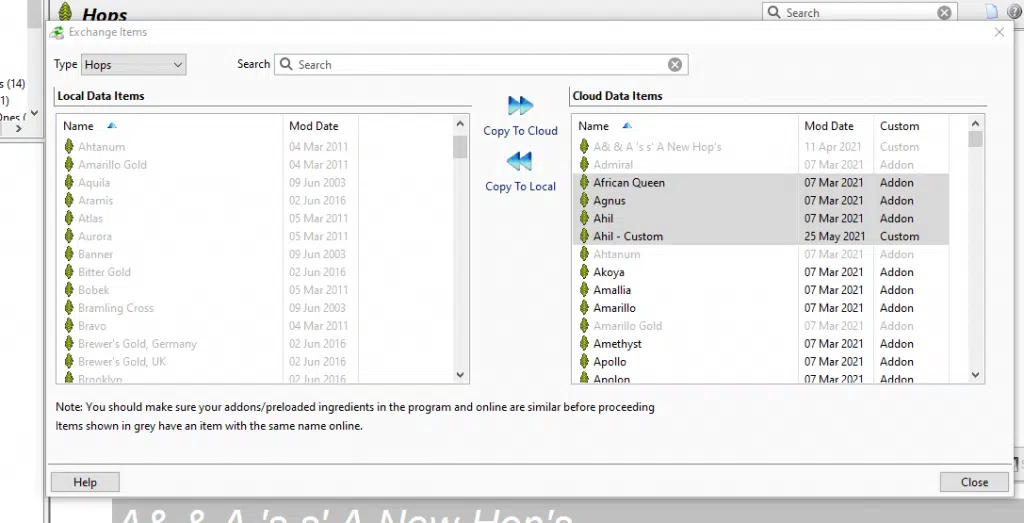 Hops
Search
Exchange Items
Type Hops
Search Search
s (14)
1)
Local Data Items
Cloud Data Items
Name Mod Date
Ahtanum 04 Mar 2011
Amarillo Gold 04 Mar 2011
Aquila 09 Jun 2003
Aramis 02 Jun 2016
Atlas 05 Mar 2011
Aurora 05 Mar 2011
Banner 09 Jun 2003
Bitter Gold 02 Jun 2016
Bobek 05 Mar 2011
Bramling Cross 09 Jun 2003
Bravo 04 Mar 2011
Brewer's Gold, Germany 02 Jun 2016
Brewer's Gold, UK 02 Jun 2016
Brooklyn 02 Jun 2016
Copy To Cloud
Copy To Local
Name Mod Date Custom
A& & A 's s' A New Hop's 11 Apr 2021 Custom
Admiral 07 Mar 2021 Addon
African Queen 07 Mar 2021 Addon
Agnus 07 Mar 2021 Addon
Ahil 07 Mar 2021 Addon
Ahil - Custom 25 May 2021 Custom
Ahtanum 07 Mar 2021 Addon
Akoya 07 Mar 2021 Addon
Amallia 07 Mar 2021 Addon
Amarillo 07 Mar 2021 Addon
Amarillo Gold 07 Mar 2021 Addon
Amethyst 07 Mar 2021 Addon
Apollo 07 Mar 2021 Addon
Apolon 07 Mar 2021 Addon
Note: You should make sure your addons/preloaded ingredients in the program and online are similar before proceeding
Items shown in grey have an item with the same name online.
Help
Close
A& & A 's s' A New Hop's